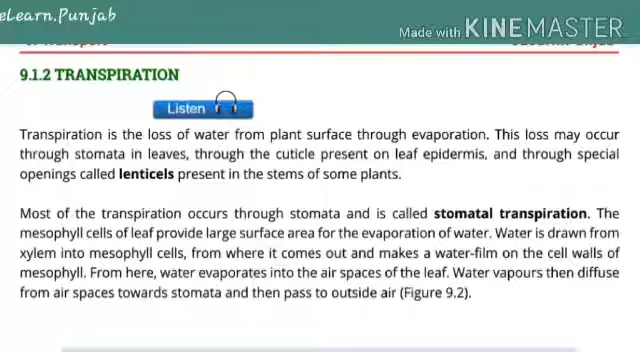 eLearn.Punjab
Made with KINEMASTER
9.1.2 TRANSPIRATION
Listen
Transpiration is the loss of water from plant surface through evaporation. This loss may occur
through stomata in leaves, through the cuticle present on leaf epidermis, and through special
openings called lenticels present in the stems of some plants.
Most of the transpiration occurs through stomata and is called stomatal transpiration. The
mesophyll cells of leaf provide large surface area for the evaporation of water. Water is drawn from
xylem into mesophyll cells, from where it comes out and makes a water-film on the cell walls of
mesophyll. From here, water evaporates into the air spaces of the leaf. Water vapours then diffuse
from air spaces towards stomata and then pass to outside air (Figure 9.2).